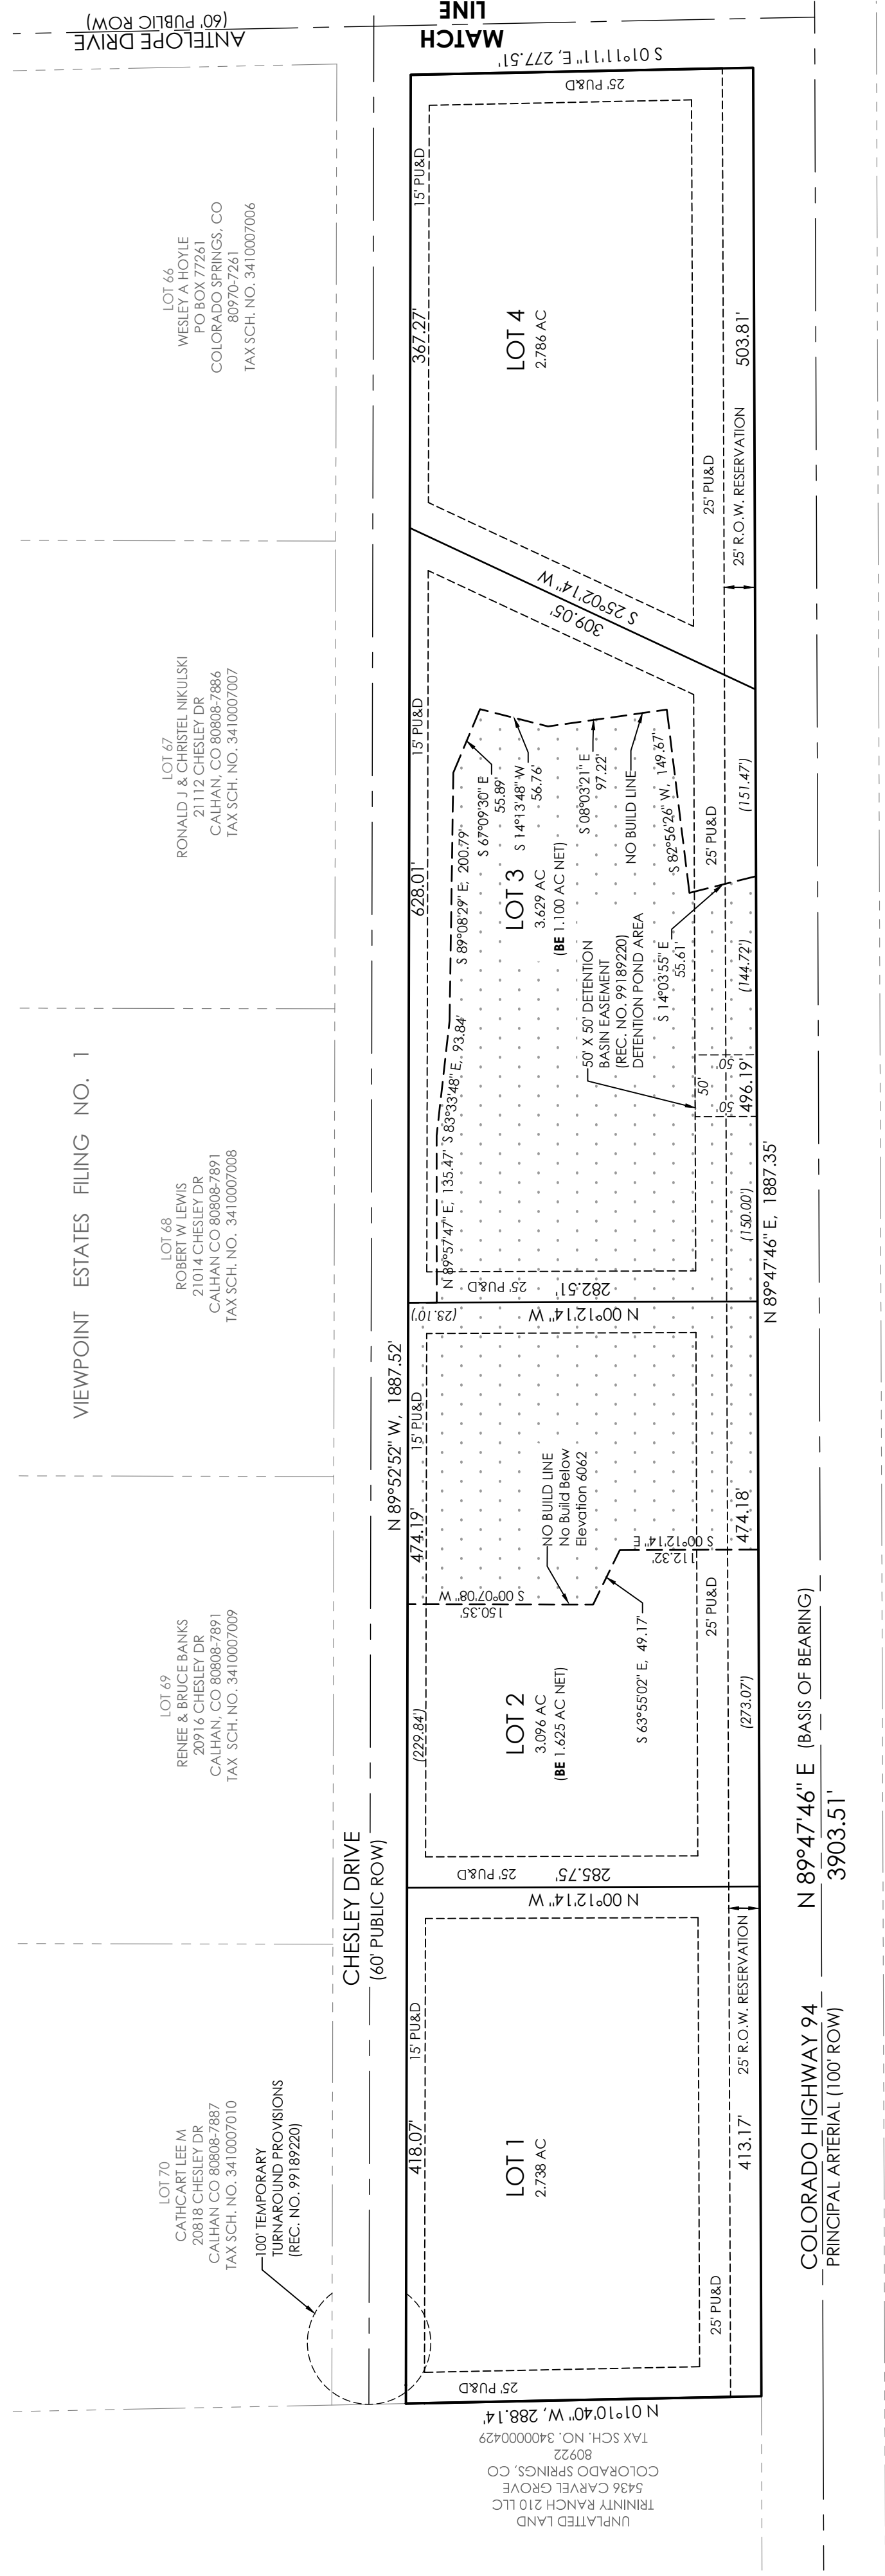 VIEWPOINT ESTATES FILING NO. 1
LOT 70
CATHCART LEE M
20818 CHESLEY DR
CALHAN CO 80808-7887
TAX SCH. NO. 3410007010
LOT 69
RENEE & BRUCE BANKS
20916 CHESLEY DR
CALHAN, CO 80808-7891
TAX SCH. NO. 3410007009
LOT 68
ROBERT W LEWIS
21014 CHESLEY DR
CALHAN CO 80808-7891
TAX SCH. NO. 3410007008
LOT 67
RONALD J & CHRISTEL NIKULSKI
21112 CHESLEY DR
CALHAN, CO 80808-7886
TAX SCH. NO. 3410007007
LOT 66
WESLEY A HOYLE
PO BOX 77261
COLORADO SPRINGS, CO
80970-7261
TAX SCH. NO. 3410007006
ANTELOPE DRIVE
(60' PUBLIC ROW)
MATCH
LINE
100' TEMPORARY
TURNAROUND PROVISIONS
(REC. NO. 99189220)
CHESLEY DRIVE
(60' PUBLIC ROW)
N 89°52'52" W, 1887.52'
UNPLATTED LAND
TRININTY RANCH 210 LLC
5436 CARVEL GROVE
COLORADO SPRINGS, CO
80922
TAX SCH. NO. 3400000429
N 01°10'40" W, 288.14'
25' PU&D
418.07'
15' PU&D
LOT 1
2.738 AC
25' PU&D
413.17'
25' R.O.W. RESERVATION
N 00°12'14" W
285.75'
25' PU&D
(229.84')
474.19'
15' PU&D
LOT 2
3.096 AC
(BE 1.625 AC NET)
S 00°07'08" W
150.35'
NO BUILD LINE
No Build Below
Elevation 6062
S 63°55'02" E, 49.17'
S 00°12'14" E
112.32'
25' PU&D
(273.07')
474.18'
N 00°12'14" W
282.51'
25' PU&D
(23.10')
628.01'
15' PU&D
N 89°57'47" E, 135.47'
S 83°33'48" E, 93.84'
S 89°08'29" E, 200.79'
S 67°09'30" E
55.89'
S 14°13'48" W
56.76'
LOT 3
3.629 AC
(BE 1.100 AC NET)
S 08°03'21" E
97.22'
NO BUILD LINE
S 82°56'26" W, 149.67'
50' X 50' DETENTION
BASIN EASEMENT
(REC. NO. 99189220)
DETENTION POND AREA
S 14°03'55" E
55.61'
25' PU&D
50'
50'
50'
(150.00')
496.19'
(144.72')
(151.47')
N 89°47'46" E, 1887.35'
S 25°02'14" W
309.05'
367.27'
15' PU&D
LOT 4
2.786 AC
25' PU&D
25' R.O.W. RESERVATION
503.81'
25' PU&D
S 01°11'11" E, 277.51'
COLORADO HIGHWAY 94
PRINCIPAL ARTERIAL (100' ROW)
N 89°47'46" E (BASIS OF BEARING)
3903.51'